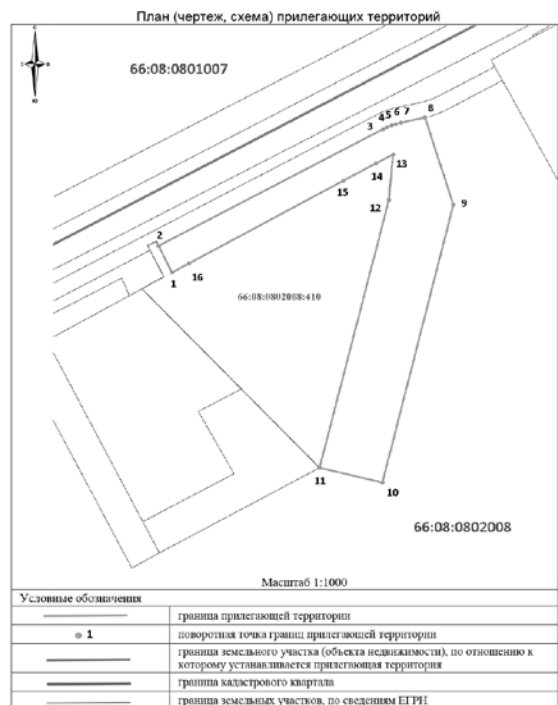 План (чертеж, схема) прилегающих территорий
66:08:0801007
8
4 5 6 7
3
13
14
15
12
9
2
16
1
66:08:0802008:410
11
10
66:08:0802008
Масштаб 1:1000
Условные обозначения
граница прилегающей территории
1 поворотная точка границ прилегающей территории
граница земельного участка (объекта недвижимости), по отношению к
которому устанавливается прилегающая территория
граница кадастрового квартала
граница земельных участков, по сведениям ЕГРН